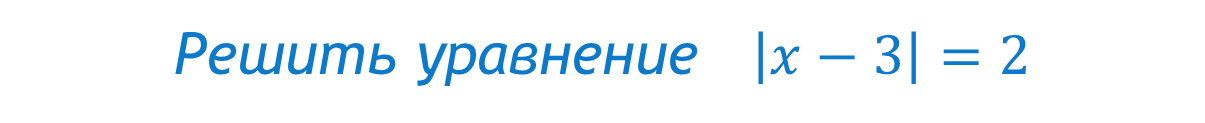 Решить уравнение |x − 3| = 2